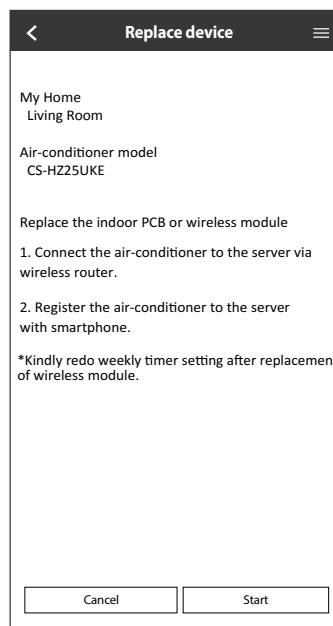 Replace device
My Home
Living Room
Air-conditioner model
CS-HZ25UKE
Replace the indoor PCB or wireless module
1. Connect the air-conditioner to the server via
wireless router.
2. Register the air-conditioner to the server
with smartphone.
*Kindly redo weekly timer setting after replacemen
of wireless module.
Cancel
Start